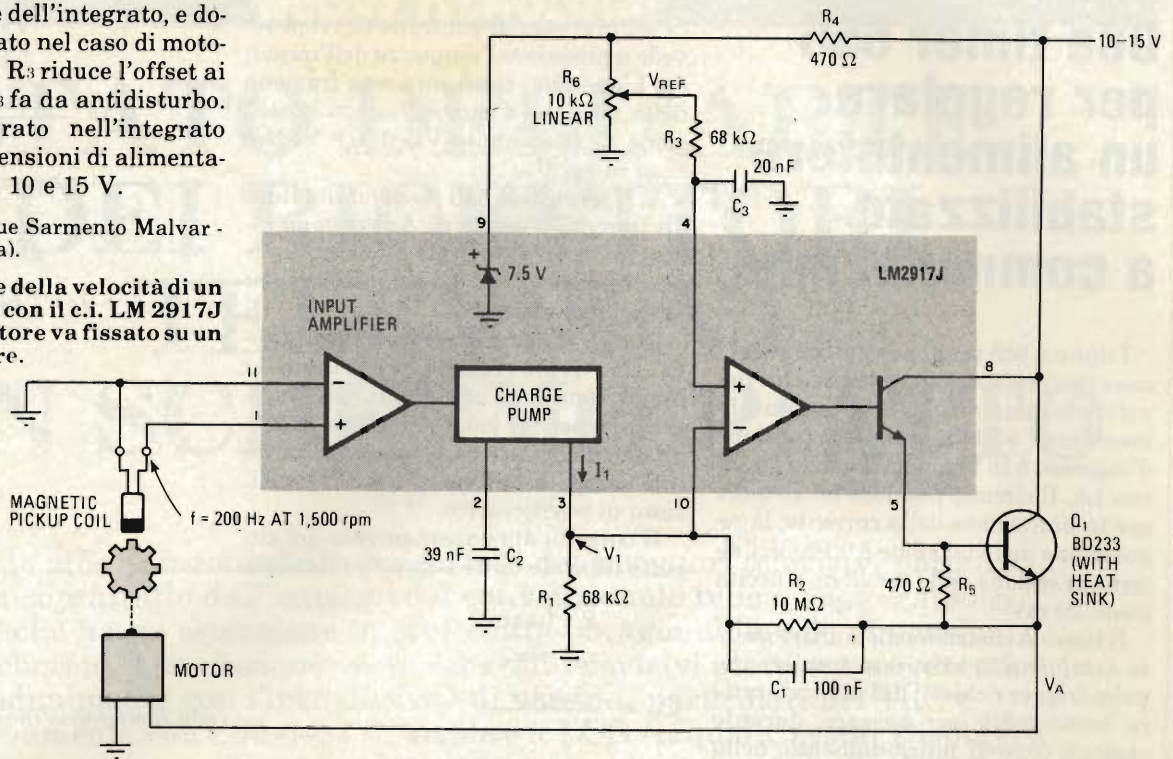 e dell'integrato, e do-
ato nel caso di moto-
R3 riduce l'offset ai
3 fa da antidisturbo.
rato nell'integrato
ensioni di alimenta-
10 e 15 V.
ue Sarmento Malvar -
a).
e della velocità di un
con il c.i. LM 2917J
tore va fissato su un
re.
R4
470 Ω
10–15 V
R6
10 kΩ
LINEAR
VREF
R3
68 kΩ
20 nF
C3
9
4
+
7.5 V
LM2917J
INPUT
AMPLIFIER
11
−
1
+
CHARGE
PUMP
+
−
8
I1
2
3
10
5
MAGNETIC
PICKUP COIL
f = 200 Hz AT 1,500 rpm
39 nF
C2
V1
R1
68 kΩ
R2
10 MΩ
C1
100 nF
470 Ω
R5
Q1
BD233
(WITH
HEAT
SINK)
VA
MOTOR